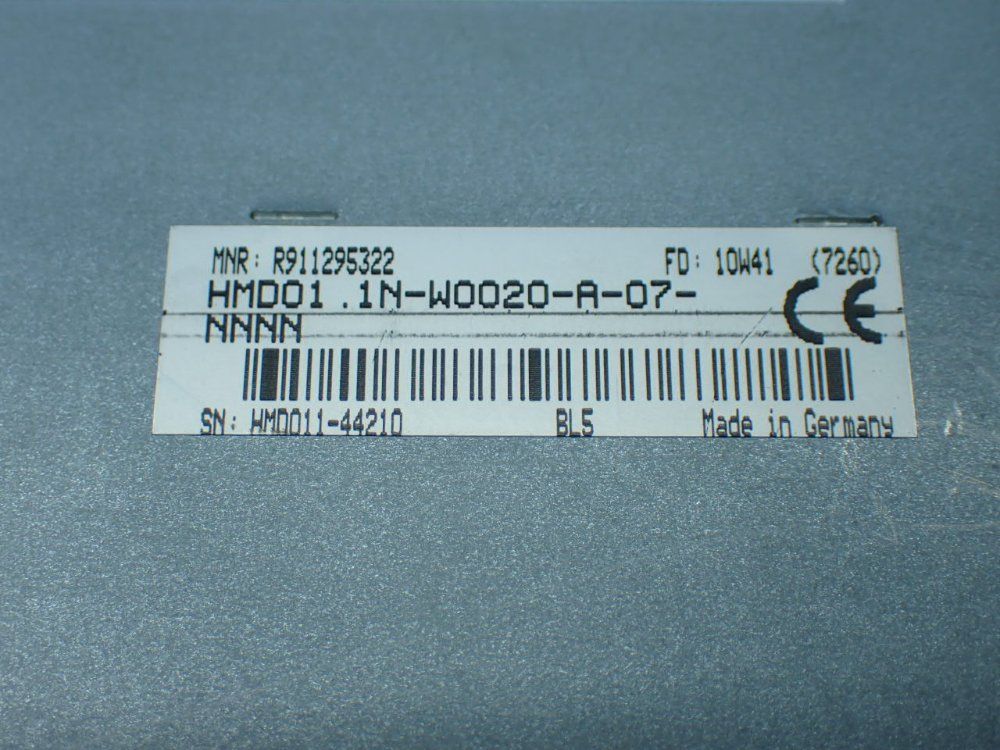 MNR: R911295322 FD: 10W41 (7260)
HMD01.1N-W0020-A-07-
NNNN CE
SN: HMD011-44210 BL5 Made in Germany